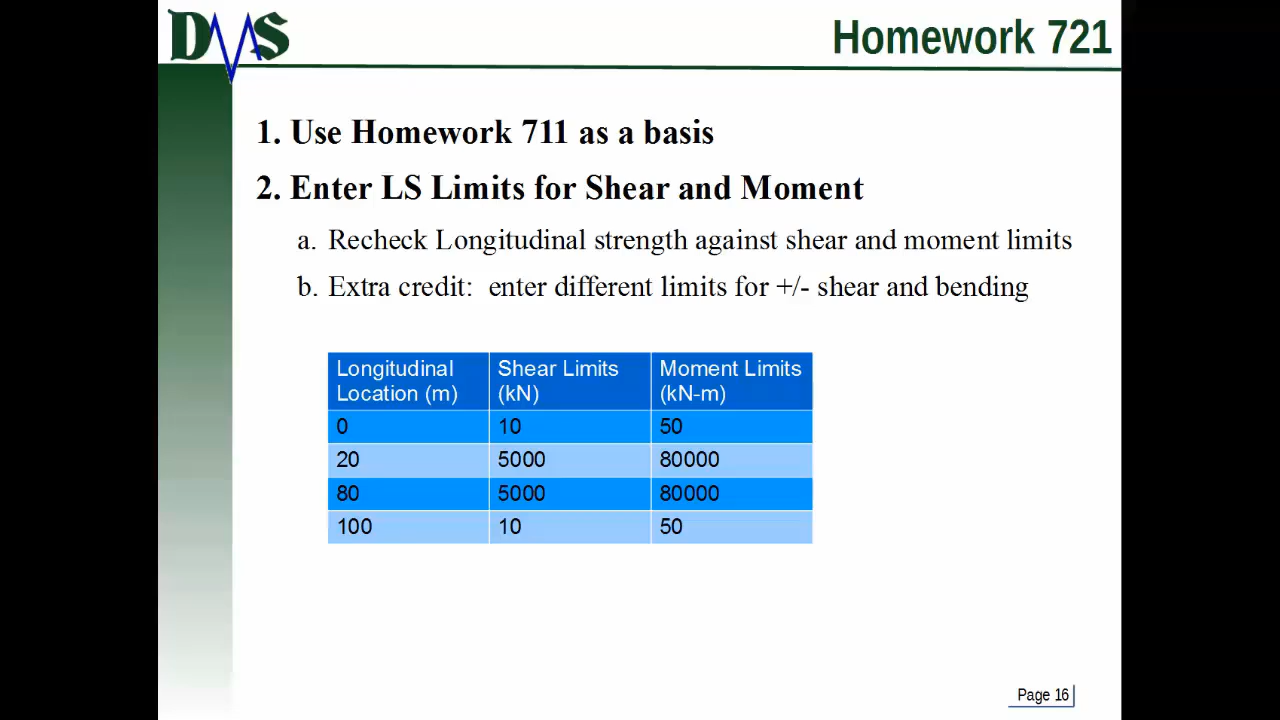 DMS
Homework 721
1. Use Homework 711 as a basis
2. Enter LS Limits for Shear and Moment
a. Recheck Longitudinal strength against shear and moment limits
b. Extra credit: enter different limits for +/- shear and bending
Longitudinal Location (m) Shear Limits (kN) Moment Limits (kN-m)
0 10 50
20 5000 80000
80 5000 80000
100 10 50
Page 16